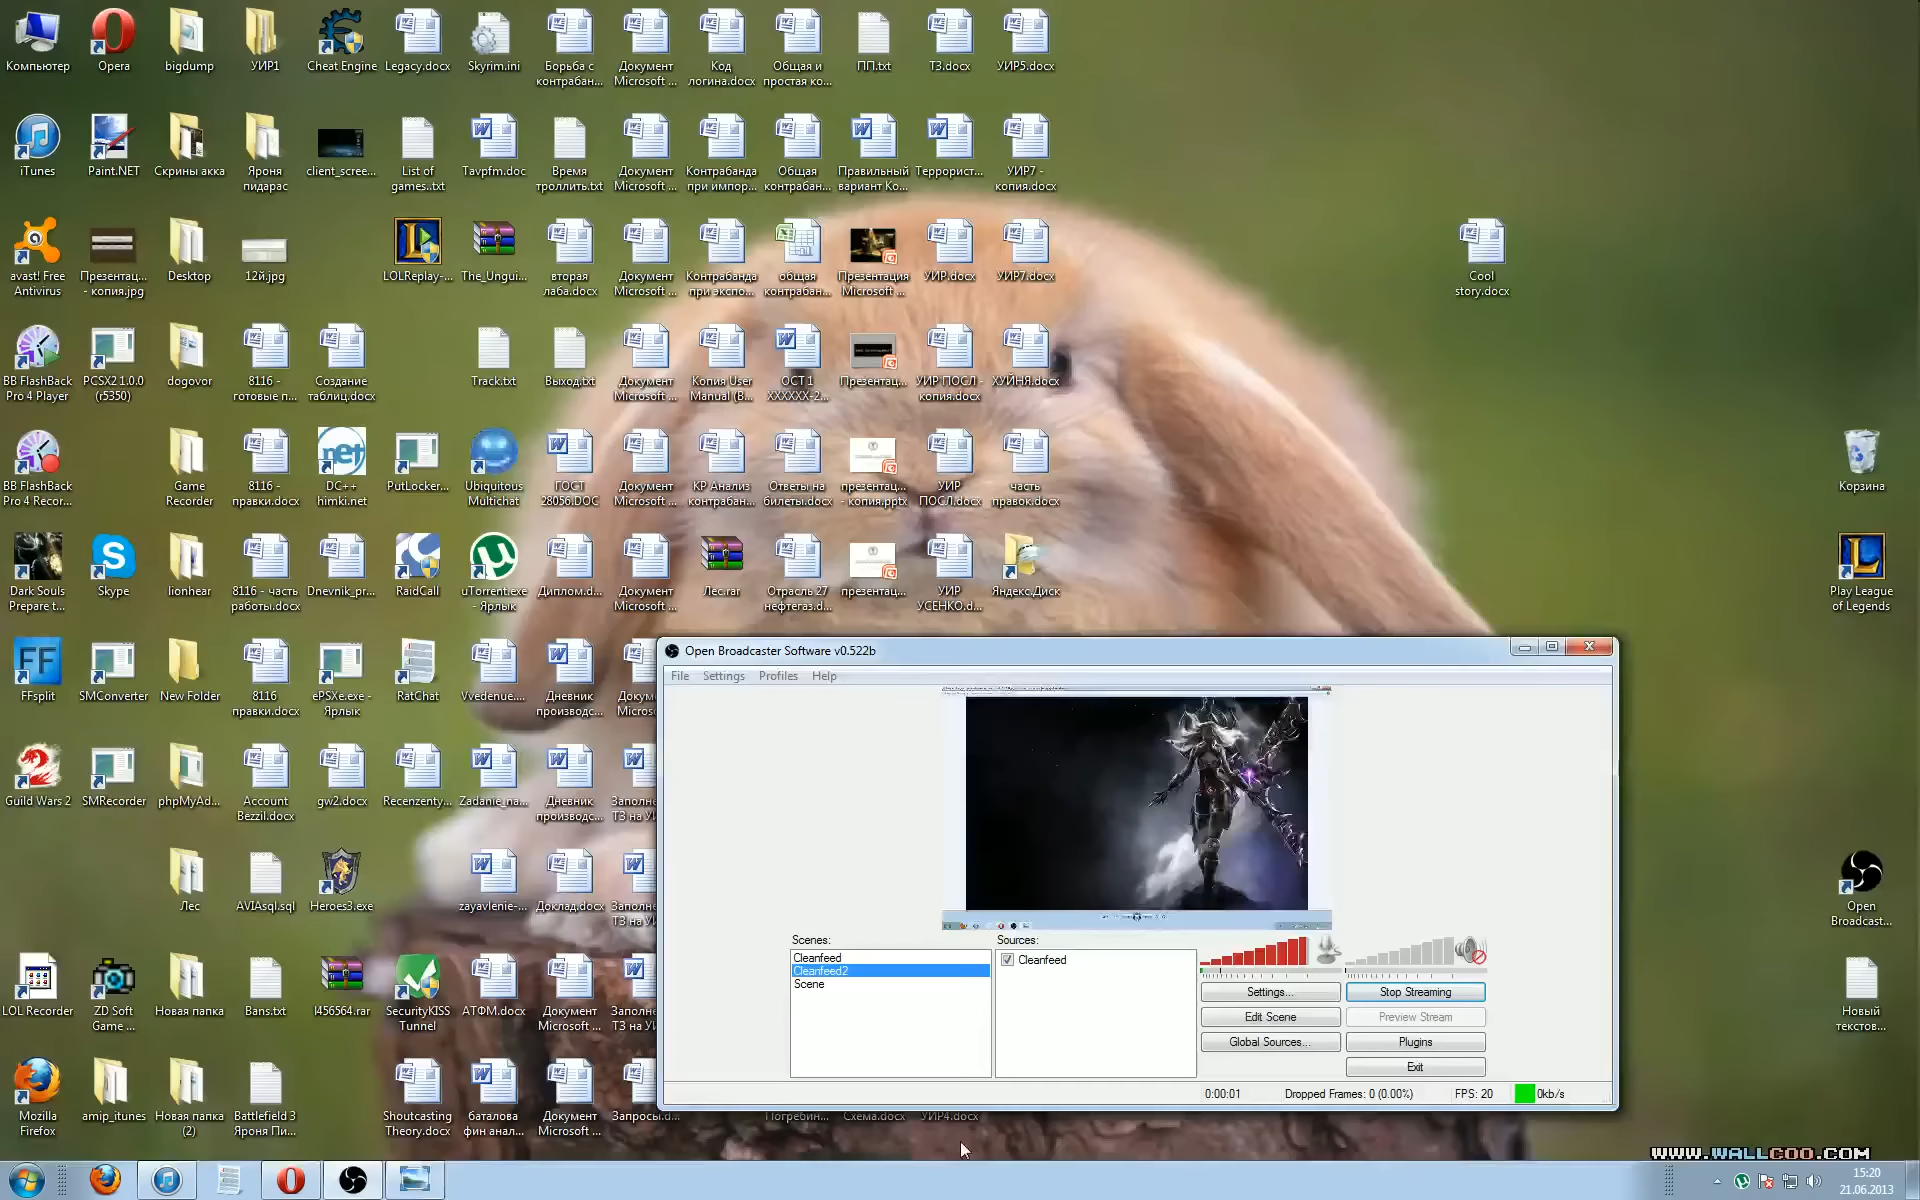 Компьютер
Opera
bigdump
УИР1
Cheat Engine
Legacy.docx
Skyrim.ini
Борьба с
контрабан...
Документ
Microsoft ...
Код
логина.docx
Общая и
простая ко...
ПП.txt
ТЗ.docx
УИР5.docx
iTunes
Paint.NET
Скрины акка
Яроня
пидарас
client_scree...
List of
games..txt
Tavpfm.doc
Время
троллить.txt
Документ
Microsoft ...
Контрабанда
при импор...
Общая
контрабан...
Правильный
вариант Ко...
Террорист...
УИР7 -
копия.docx
avast! Free
Antivirus
Презентац...
- копия.jpg
Desktop
12й.jpg
LOLReplay-...
The_Ungui...
вторая
лаба.docx
Документ
Microsoft ...
Контрабанда
при экспо...
общая
контрабан...
Презентация
Microsoft ...
УИР.docx
УИР7.docx
Cool
story.docx
BB FlashBack
Pro 4 Player
PCSX2 1.0.0
(r5350)
dogovor
8116 -
готовые п...
Создание
таблиц.docx
Track.txt
Выход.txt
Документ
Microsoft ...
Копия User
Manual (В...
ОСТ 1
XXXXXX-2...
Презентац...
УИР ПОСЛ -
копия.docx
ХУЙНЯ.docx
BB FlashBack
Pro 4 Recor...
Game
Recorder
8116 -
правки.docx
DC++
himki.net
PutLocker...
Ubiquitous
Multichat
ГОСТ
28056.DOC
Документ
Microsoft ...
КР Анализ
контрабан...
Ответы на
билеты.docx
презентац...
- копия.pptx
УИР
ПОСЛ.docx
часть
правок.docx
Корзина
Dark Souls
Prepare t...
Skype
lionhear
8116 - часть
работы.docx
Dnevnik_pr...
RaidCall
uTorrent.exe
- Ярлык
Диплом.d...
Документ
Microsoft ...
Лес.rar
Отрасль 27
нефтегаз.d...
презентац...
УИР
УСЕНКО.d...
Яндекс.Диск
Play League
of Legends
FFsplit
SMConverter
New Folder
8116
правки.docx
ePSXe.exe -
Ярлык
RatChat
Vvedenue....
Дневник
производс...
Open Broadcaster Software v0.522b
File Settings Profiles Help
Guild Wars 2
SMRecorder
phpMyAd...
Account
Bezzil.docx
gw2.docx
Recenzenty...
Zadanie_na...
Дневник
производс...
Лес
AVIAsql.sql
Heroes3.exe
zayavlenie-...
Доклад.docx
Open
Broadcast...
Scenes:
Cleanfeed
Cleanfeed2
Scene
Sources:
Cleanfeed
Settings...
Stop Streaming
Edit Scene
Preview Stream
Global Sources...
Plugins
Exit
0:00:01
Dropped Frames: 0 (0.00%)
FPS: 20
0kb/s
LOL Recorder
ZD Soft
Game ...
Новая папка
Bans.txt
l456564.rar
SecurityKISS
Tunnel
АТФМ.docx
Документ
Microsoft ...
Новый
текстов...
Mozilla
Firefox
amip_itunes
Новая папка
(2)
Battlefield 3
Яроня Пи...
Shoutcasting
Theory.docx
баталова
фин анал...
Документ
Microsoft ...
Запросы.d...
Погребин...
Схема.docx
УИР4.docx
WWW.WALLCOO.COM
15:20
21.06.2013